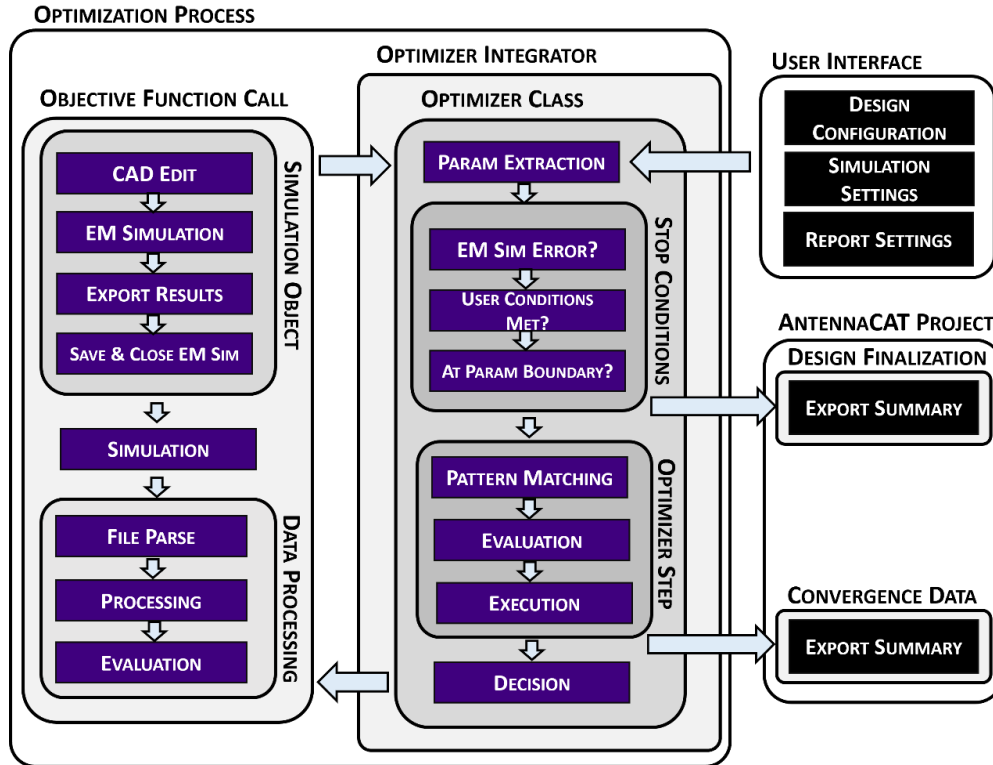 Optimization Process
Objective Function Call
CAD Edit
EM Simulation
Export Results
Save & Close EM Sim
Simulation Object
Simulation
File Parse
Processing
Evaluation
Data Processing
Optimizer Integrator
Optimizer Class
Param Extraction
EM Sim Error?
User Conditions
Met?
At Param Boundary?
Stop Conditions
Pattern Matching
Evaluation
Execution
Optimizer Step
Decision
User Interface
Design
Configuration
Simulation
Settings
Report Settings
AntennaCAT Project
Design Finalization
Export Summary
Convergence Data
Export Summary